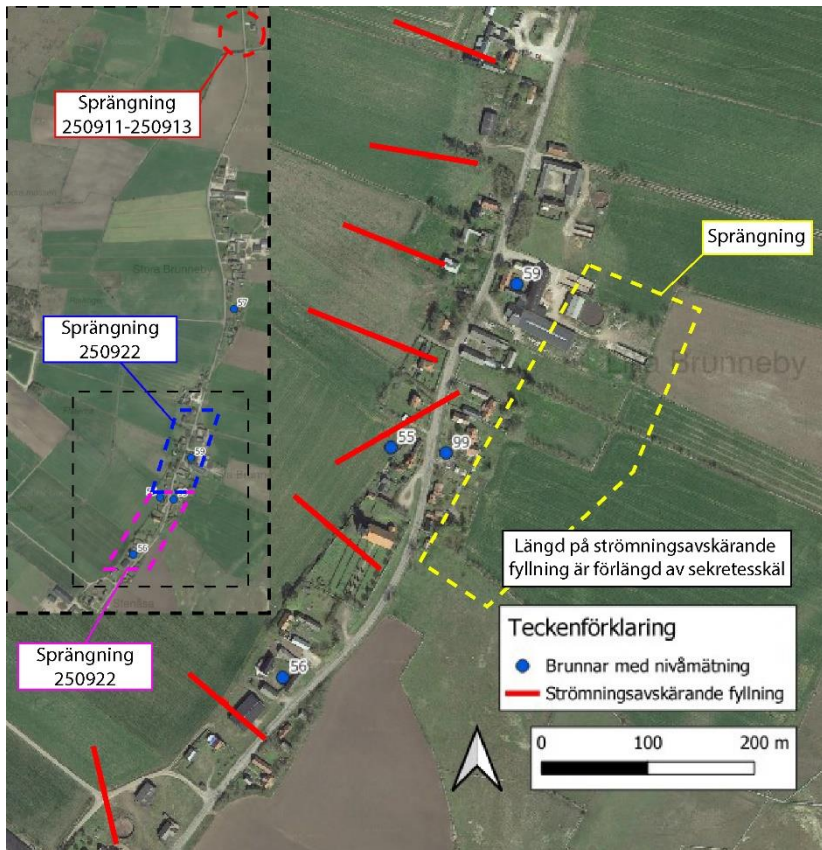 Sprängning
250911-250913
Stora Brunneby
57
Sprängning
250922
59
56
Sprängning
250922
Sprängning
59
Brunneby
55
99
56
Längd på strömningsavskärande
fyllning är förlängd av sekretesskäl
Teckenförklaring
Brunnar med nivåmätning
Strömningsavskärande fyllning
0 100 200 m